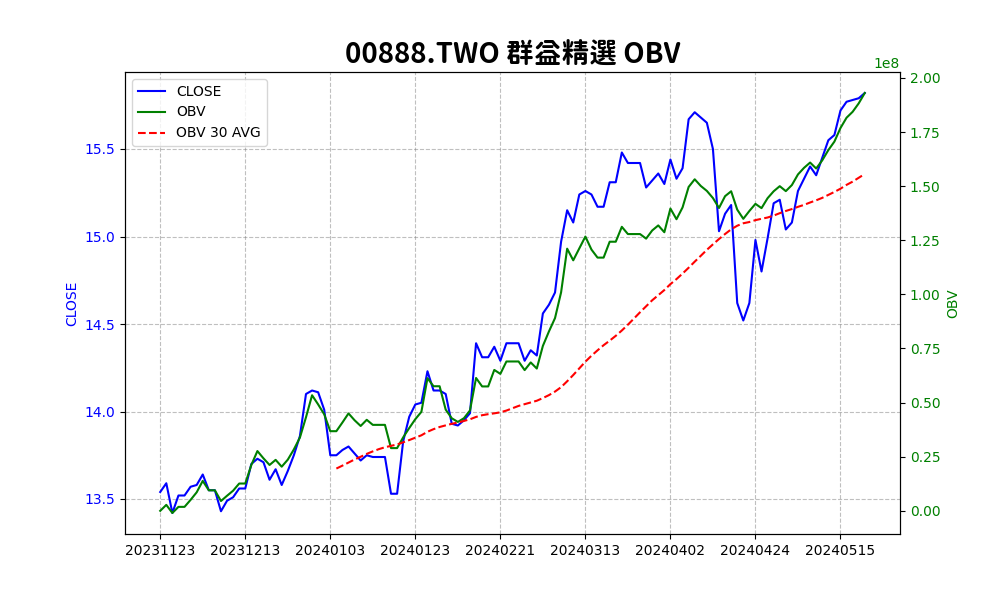 00888.TWO 群益精選 OBV
1e8
CLOSE
OBV
OBV 30 AVG
CLOSE
15.5
15.0
14.5
14.0
13.5
2.00
1.75
1.50
1.25
1.00
0.75
0.50
0.25
0.00
OBV
20231123 20231213 20240103 20240123 20240221 20240313 20240402 20240424 20240515